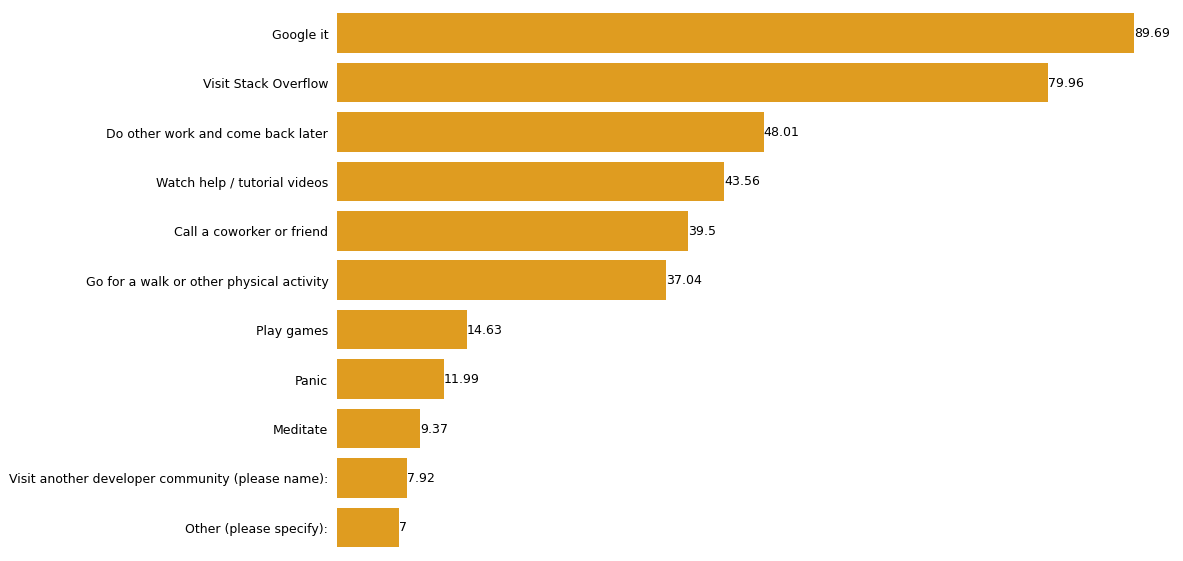 Google it 89.69
Visit Stack Overflow 79.96
Do other work and come back later 48.01
Watch help / tutorial videos 43.56
Call a coworker or friend 39.5
Go for a walk or other physical activity 37.04
Play games 14.63
Panic 11.99
Meditate 9.37
Visit another developer community (please name): 7.92
Other (please specify): 7